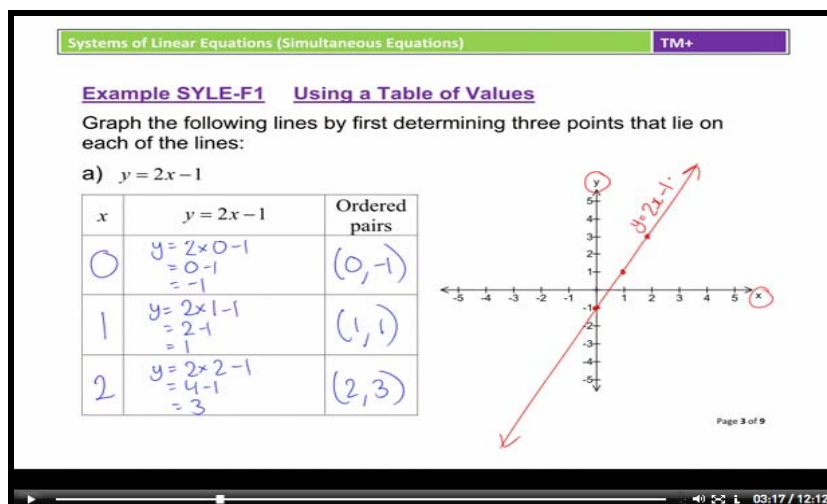 Systems of Linear Equations (Simultaneous Equations) TM+
Example SYLE-F1 Using a Table of Values
Graph the following lines by first determining three points that lie on
each of the lines:
a) y = 2x − 1
x y = 2x − 1 Ordered pairs
0 y = 2×0−1 (0,-1)
= 0-1
= -1
1 y = 2×1-1 (1,1)
= 2-1
= 1
2 y = 2×2-1 (2,3)
= 4-1
= 3
y
y=2x-1.
5
4
3
2
1
-5 -4 -3 -2 -1 1 2 3 4 5 x
-1
-2
-3
-4
-5
Page 3 of 9
03:17 / 12:12